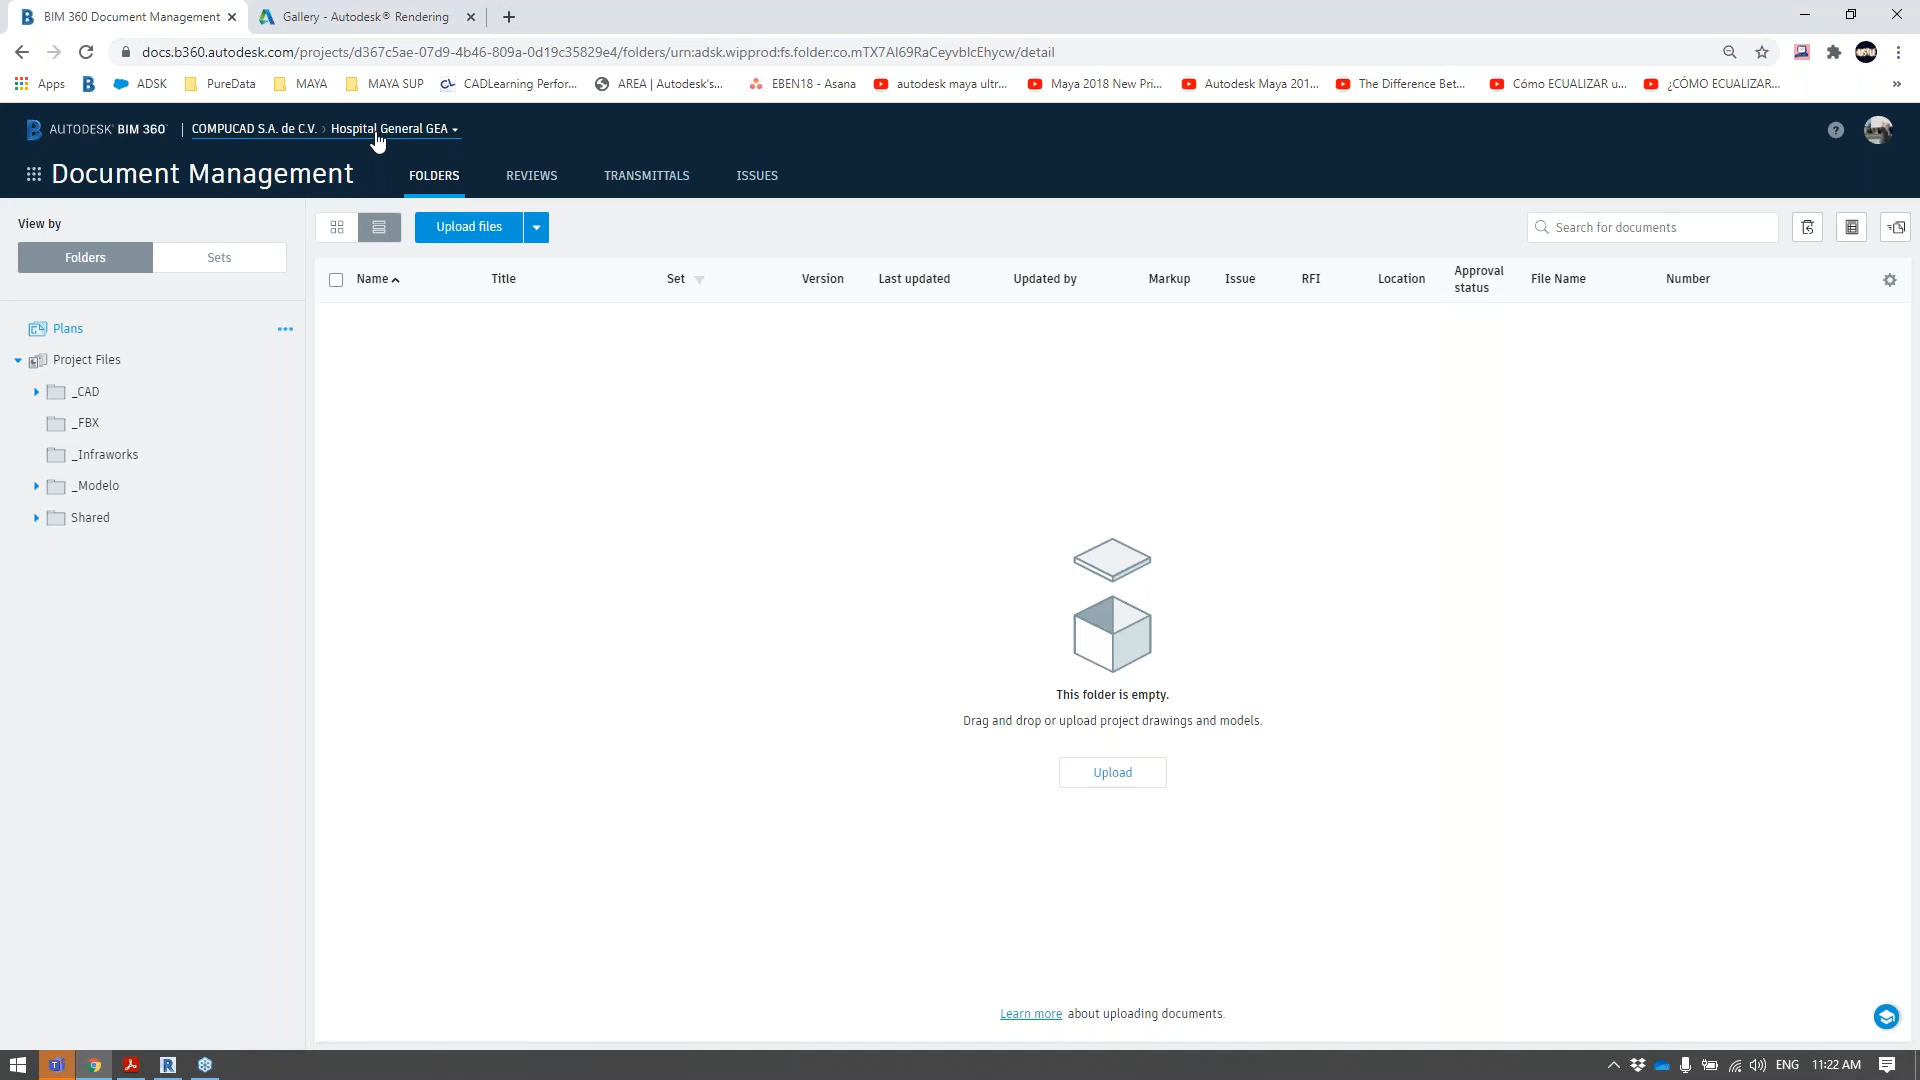 BIM 360 Document Management
Gallery - Autodesk® Rendering
docs.b360.autodesk.com/projects/d367c5ae-07d9-4b46-809a-0d19c35829e4/folders/urn:adsk.wipprod:fs.folder:co.mTX7Al69RaCeyvblcEhycw/detail
Apps
ADSK
PureData
MAYA
MAYA SUP
CADLearning Perfor...
AREA | Autodesk's...
EBEN18 - Asana
autodesk maya ultr...
Maya 2018 New Pri...
Autodesk Maya 201...
The Difference Bet...
Cómo ECUALIZAR u...
¿CÓMO ECUALIZAR...
AUTODESK® BIM 360™
COMPUCAD S.A. de C.V. › Hospital General GEA
Document Management
FOLDERS
REVIEWS
TRANSMITTALS
ISSUES
View by
Folders
Sets
Upload files
Search for documents
Name
Title
Set
Version
Last updated
Updated by
Markup
Issue
RFI
Location
Approval
status
File Name
Number
Plans
Project Files
_CAD
_FBX
_Infraworks
_Modelo
Shared
This folder is empty.
Drag and drop or upload project drawings and models.
Upload
Learn more about uploading documents.
ENG
11:22 AM